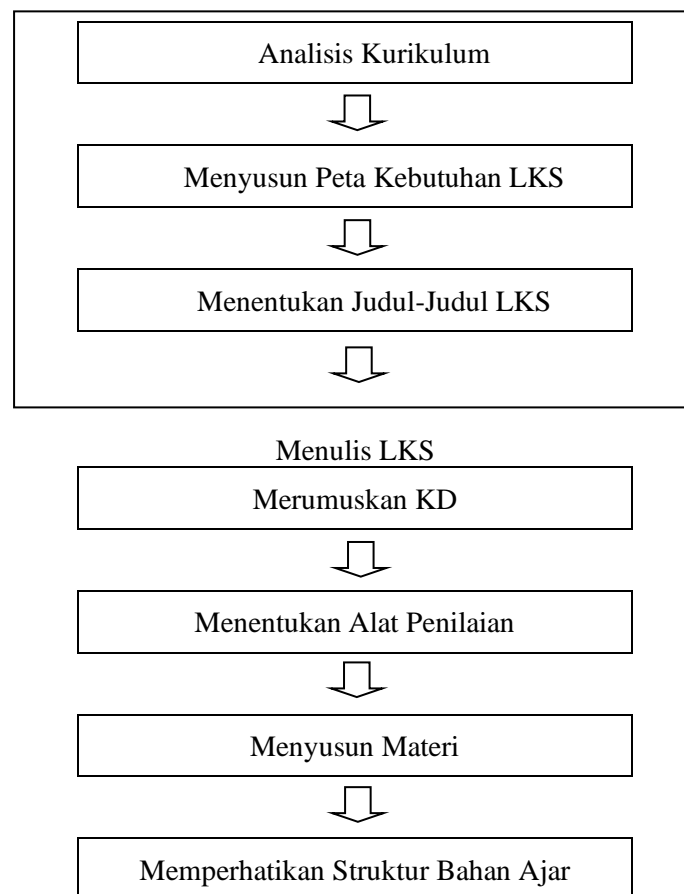 Analisis Kurikulum
Menyusun Peta Kebutuhan LKS
Menentukan Judul-Judul LKS
Menulis LKS
Merumuskan KD
Menentukan Alat Penilaian
Menyusun Materi
Memperhatikan Struktur Bahan Ajar